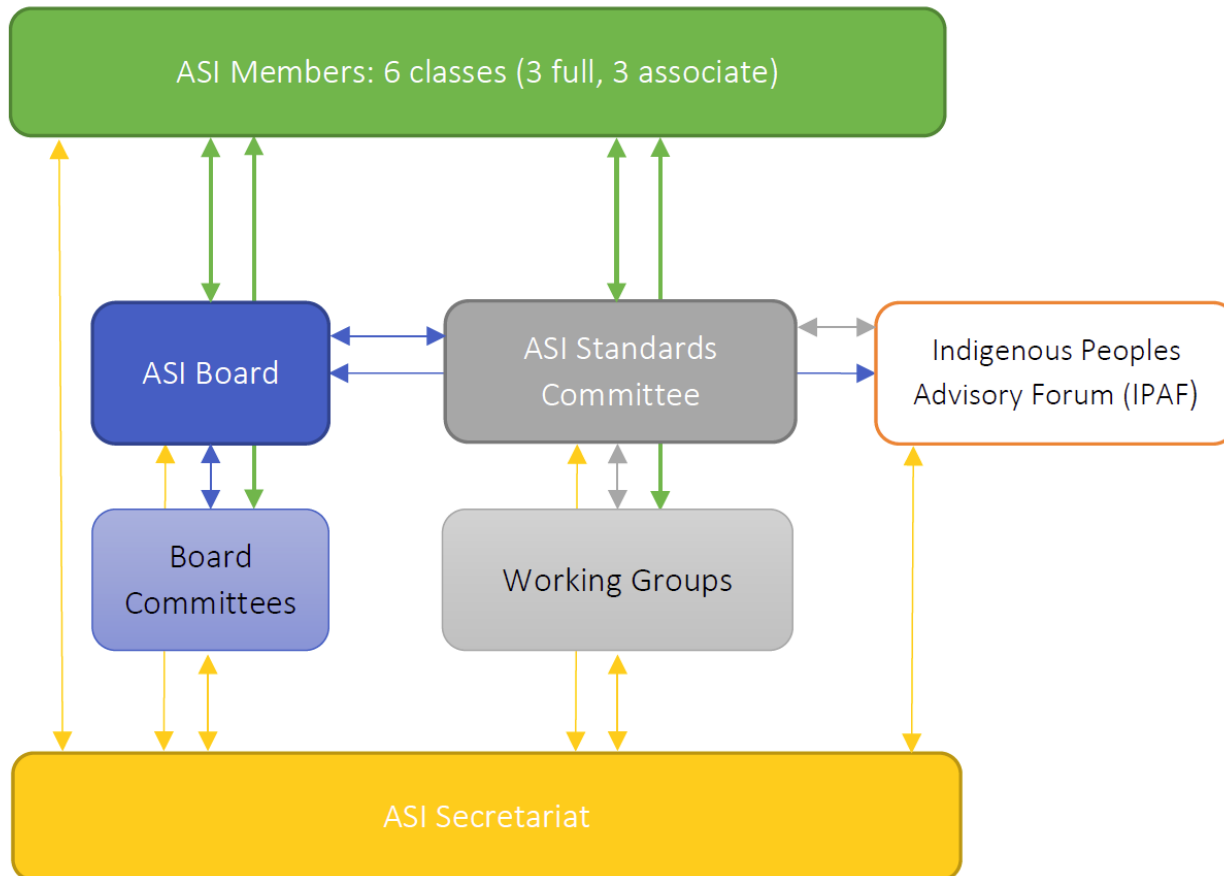 ASI Members: 6 classes (3 full, 3 associate)
ASI Board
ASI Standards
Committee
Indigenous Peoples
Advisory Forum (IPAF)
Board
Committees
Working Groups
ASI Secretariat